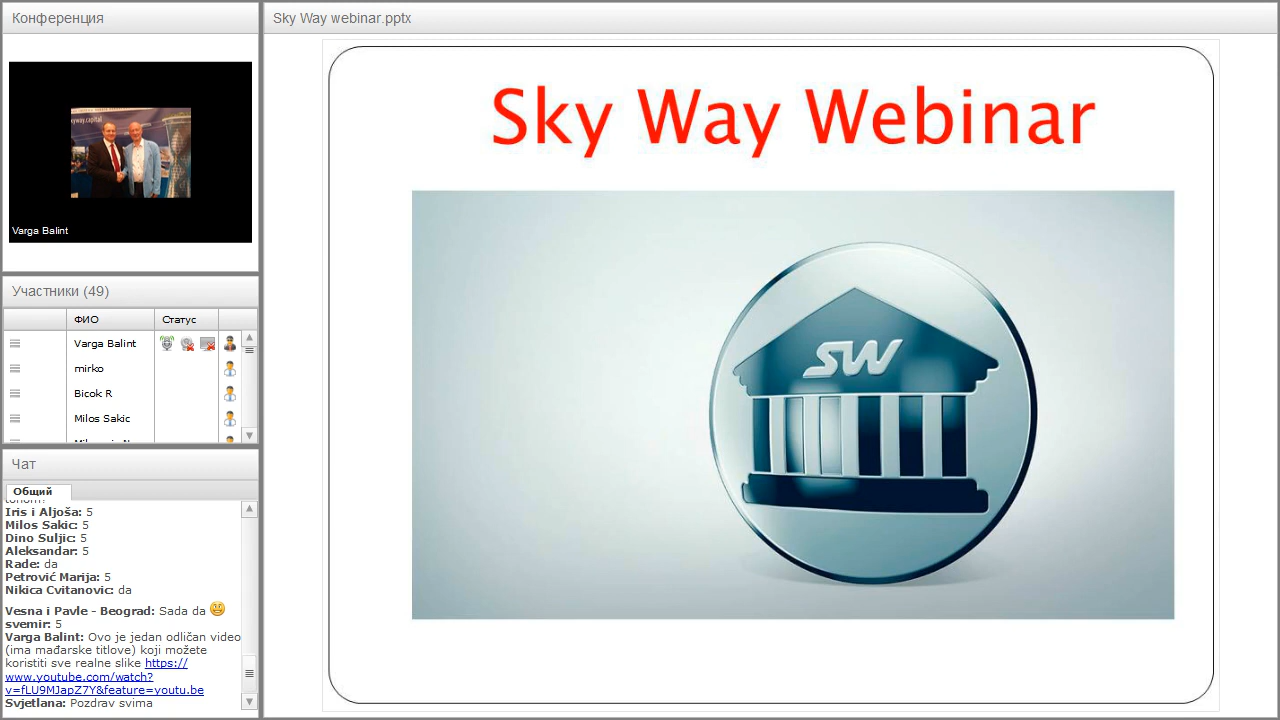 Конференция
yway.capital
Varga Balint
Участники (49)
ФИО
Статус
Varga Balint
mirko
Bicok R
Milos Sakic
Чат
Общий
Iris i Aljoša: 5
Milos Sakic: 5
Dino Suljic: 5
Aleksandar: 5
Rade: da
Petrović Marija: 5
Nikica Cvitanovic: da
Vesna i Pavle - Beograd: Sada da
svemir: 5
Varga Balint: Ovo je jedan odličan video
(ima mađarske titlove) koji možete
koristiti sve realne slike https://
www.youtube.com/watch?
v=fLU9MJapZ7Y&feature=youtu.be
Svjetlana: Pozdrav svima
Sky Way webinar.pptx
Sky Way Webinar
SW